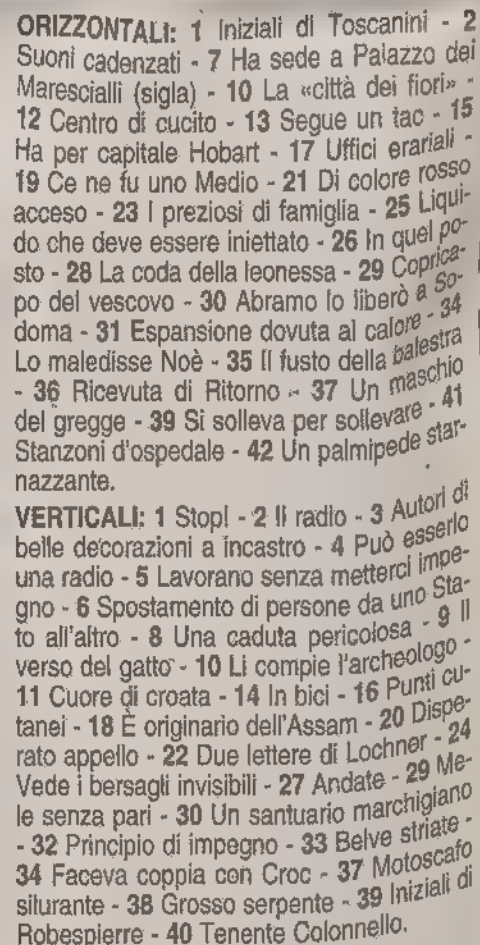 ORIZZONTALI: 1 Iniziali di Toscanini - 2
Suoni cadenzati - 7 Ha sede a Palazzo dei
Marescialli (sigla) - 10 La «città dei fiori» -
12 Centro di cucito - 13 Segue un tac - 15
Ha per capitale Hobart - 17 Uffici erariali -
19 Ce ne fu uno Medio - 21 Di colore rosso
acceso - 23 I preziosi di famiglia - 25 Liqui-
do che deve essere iniettato - 26 In quel po-
sto - 28 La coda della leonessa - 29 Coprica-
po del vescovo - 30 Abramo lo liberò a So-
doma - 31 Espansione dovuta al calore - 34
Lo maledisse Noè - 35 Il fusto della balestra
- 36 Ricevuta di Ritorno - 37 Un maschio
del gregge - 39 Si solleva per sollevare - 41
Stanzoni d'ospedale - 42 Un palmipede star-
nazzante.
VERTICALI: 1 Stop! - 2 Il radio - 3 Autori di
belle decorazioni a incastro - 4 Può esserlo
una radio - 5 Lavorano senza metterci impe-
gno - 6 Spostamento di persone da uno Sta-
to all'altro - 8 Una caduta pericolosa - 9 Il
verso del gatto - 10 Li compie l'archeologo -
11 Cuore di croata - 14 In bici - 16 Punti cu-
tanei - 18 È originario dell'Assam - 20 Dispe-
rato appello - 22 Due lettere di Lochner - 24
Vede i bersagli invisibili - 27 Andate - 29 Me-
le senza pari - 30 Un santuario marchigiano
- 32 Principio di impegno - 33 Belve striate -
34 Faceva coppia con Croc - 37 Motoscafo
silurante - 38 Grosso serpente - 39 Iniziali di
Robespierre - 40 Tenente Colonnello.